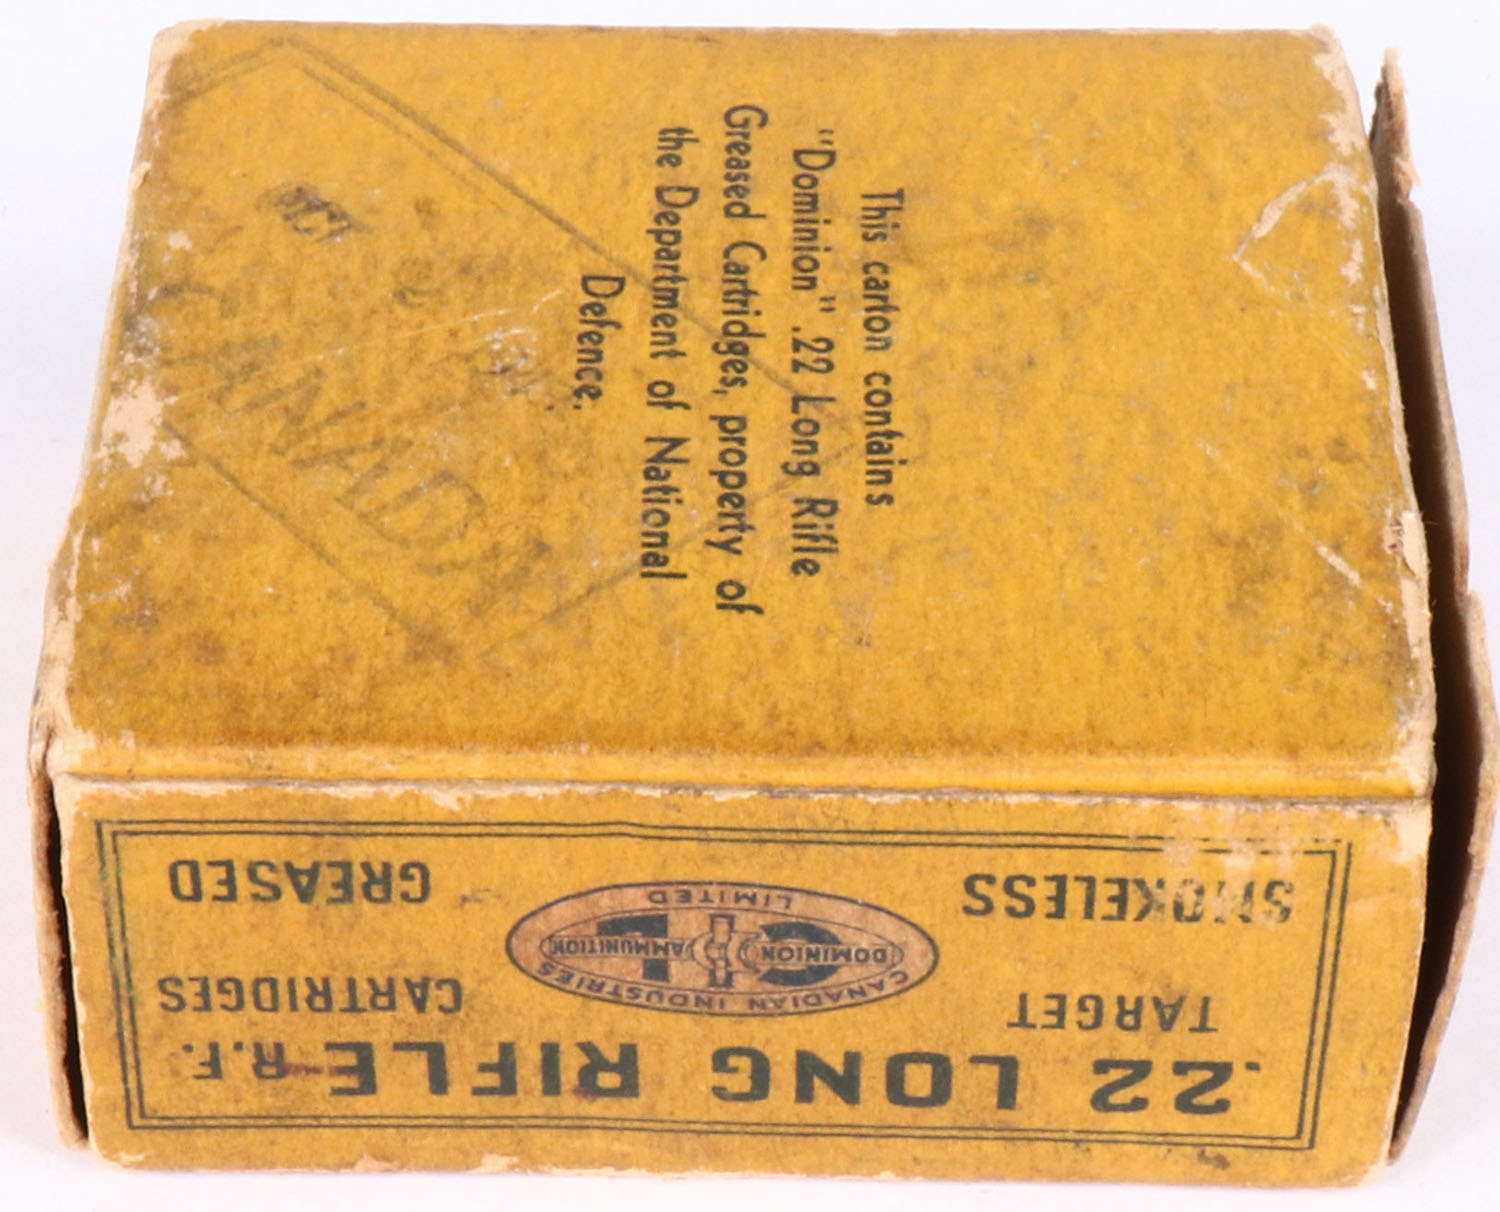 This carton contains
"Dominion" .22 Long Rifle
Greased Cartridges, property of
the Department of National
Defence.
CANADA
.22 LONG RIFLE R.F.
TARGET
SMOKELESS
CANADIAN INDUSTRIES
C I L
DOMINION AMMUNITION
LIMITED
CARTRIDGES
GREASED